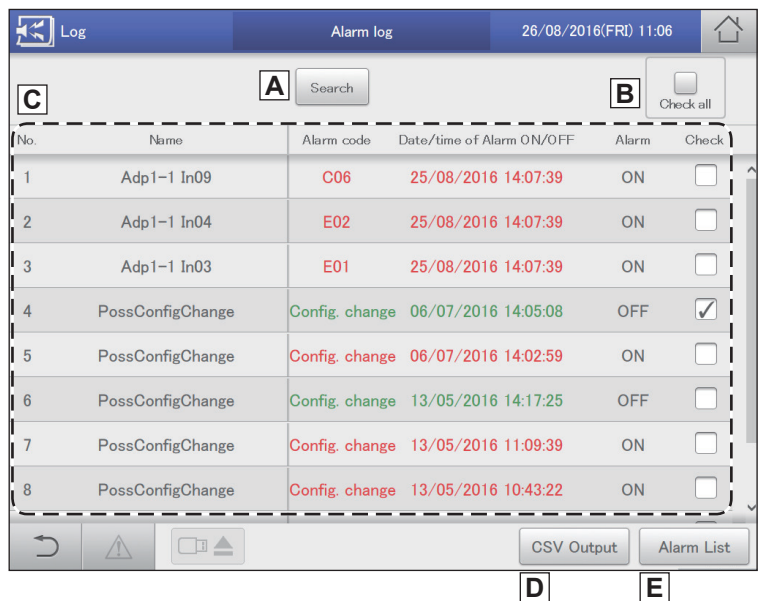 Log Alarm log 26/08/2016(FRI) 11:06
A Search B Check all
C
No. Name Alarm code Date/time of Alarm ON/OFF Alarm Check
1 Adp1-1 In09 C06 25/08/2016 14:07:39 ON
2 Adp1-1 In04 E02 25/08/2016 14:07:39 ON
3 Adp1-1 In03 E01 25/08/2016 14:07:39 ON
4 PossConfigChange Config. change 06/07/2016 14:05:08 OFF
5 PossConfigChange Config. change 06/07/2016 14:02:59 ON
6 PossConfigChange Config. change 13/05/2016 14:17:25 OFF
7 PossConfigChange Config. change 13/05/2016 11:09:39 ON
8 PossConfigChange Config. change 13/05/2016 10:43:22 ON
CSV Output Alarm List
D E